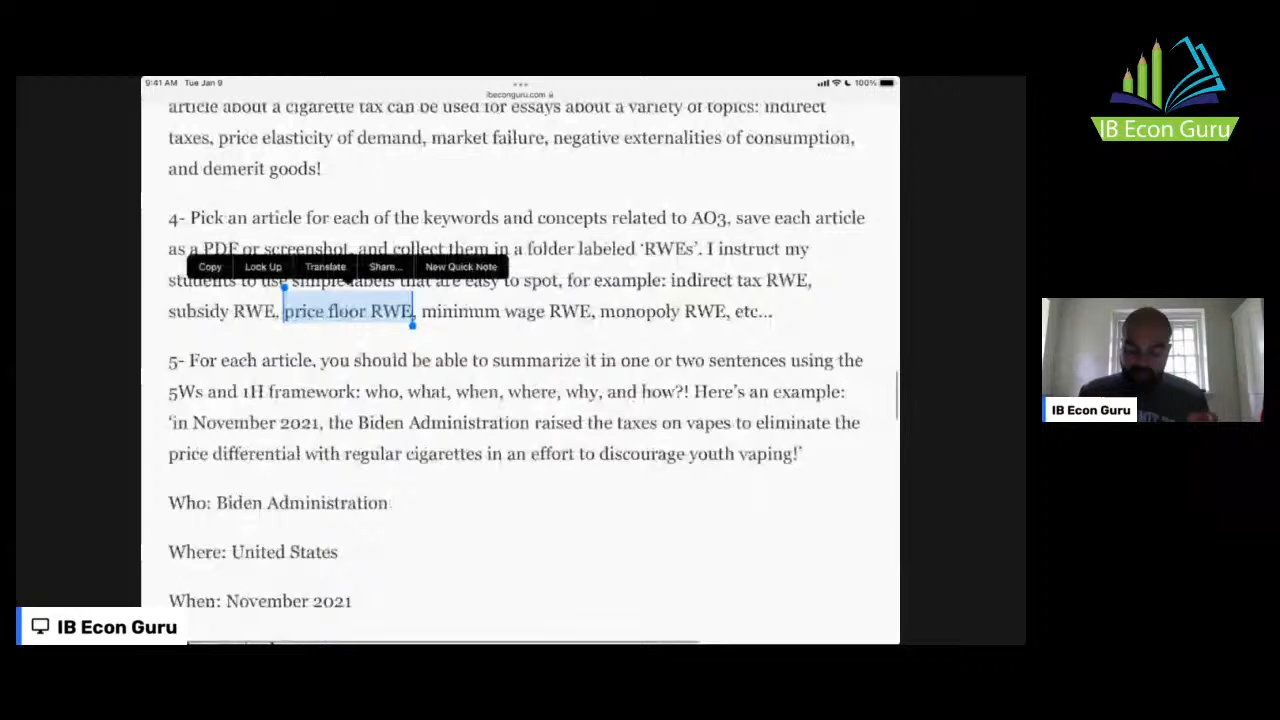 9:41 AM Tue Jan 9
100%
ibeconguru.com
article about a cigarette tax can be used for essays about a variety of topics: indirect
taxes, price elasticity of demand, market failure, negative externalities of consumption,
and demerit goods!
4- Pick an article for each of the keywords and concepts related to AO3, save each article
as a PDF or screenshot, and collect them in a folder labeled ‘RWEs’. I instruct my
Copy Look Up Translate Share... New Quick Note
students to use simple labels that are easy to spot, for example: indirect tax RWE,
subsidy RWE, price floor RWE, minimum wage RWE, monopoly RWE, etc...
5- For each article, you should be able to summarize it in one or two sentences using the
5Ws and 1H framework: who, what, when, where, why, and how?! Here’s an example:
‘in November 2021, the Biden Administration raised the taxes on vapes to eliminate the
price differential with regular cigarettes in an effort to discourage youth vaping!’
Who: Biden Administration
Where: United States
When: November 2021
IB Econ Guru
IB Econ Guru
IB Econ Guru